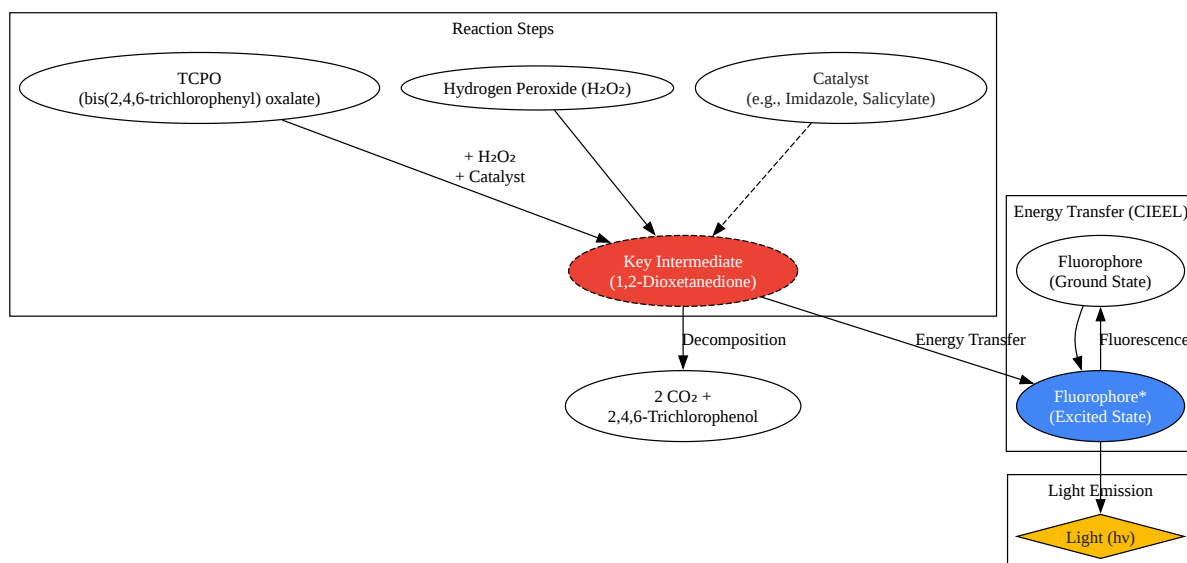 Reaction Steps
TCPO
(bis(2,4,6-trichlorophenyl) oxalate)
Hydrogen Peroxide (H₂O₂)
Catalyst
(e.g., Imidazole, Salicylate)
+ H₂O₂
+ Catalyst
Energy Transfer (CIEEL)
Key Intermediate
(1,2-Dioxetanedione)
Fluorophore
(Ground State)
Decomposition
Energy Transfer
Fluorescence
2 CO₂ +
2,4,6-Trichlorophenol
Fluorophore*
(Excited State)
Light Emission
Light (hν)